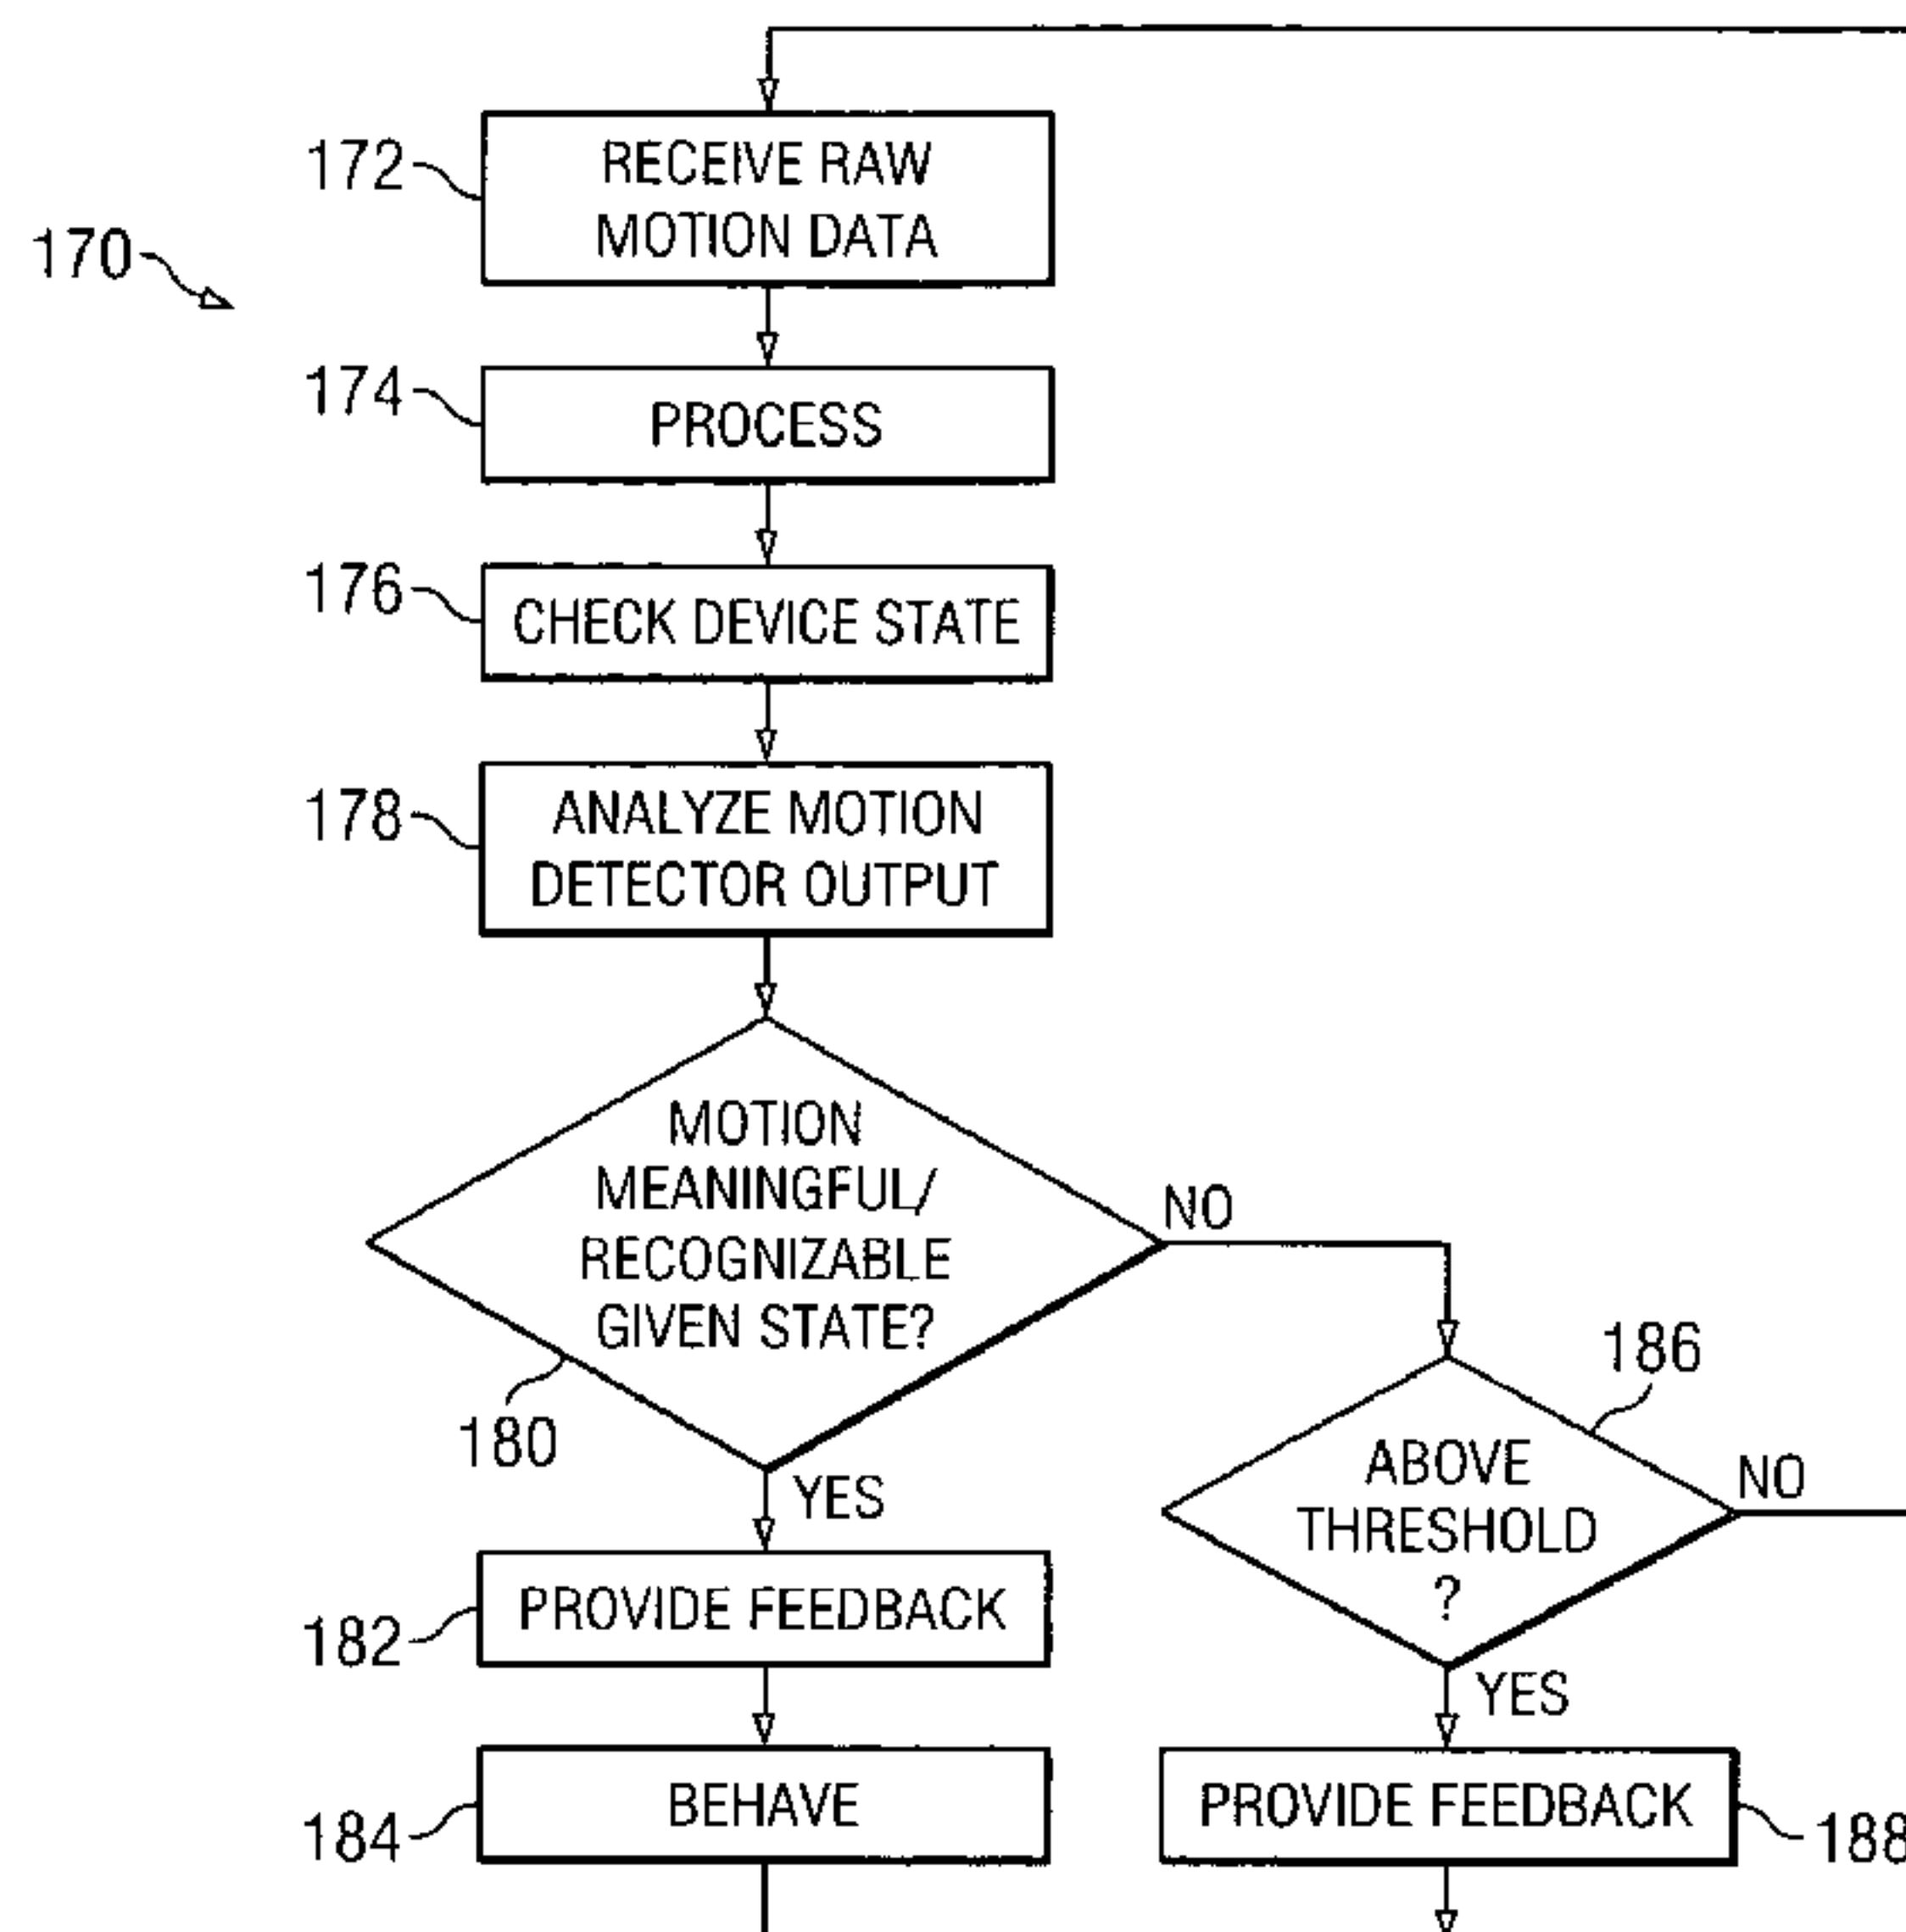 172
RECEIVE RAW
MOTION DATA
170
174
PROCESS
176
CHECK DEVICE STATE
178
ANALYZE MOTION
DETECTOR OUTPUT
MOTION
MEANINGFUL/
RECOGNIZABLE
GIVEN STATE?
NO
180
YES
186
ABOVE
THRESHOLD
?
NO
YES
182
PROVIDE FEEDBACK
184
BEHAVE
PROVIDE FEEDBACK
188